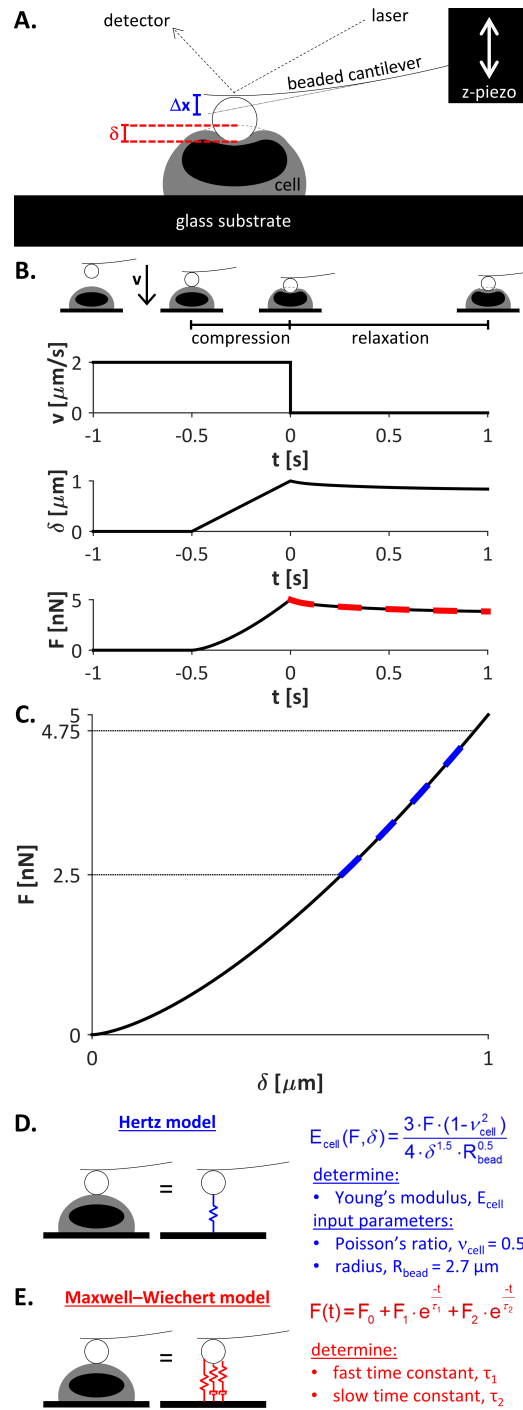 A.
detector
laser
beaded cantilever
z-piezo
Δx
δ
cell
glass substrate
B.
v
compression
relaxation
v [μm/s]
2
0
-1
-0.5
0
0.5
1
t [s]
δ [μm]
1
0
-1
-0.5
0
0.5
1
t [s]
F [nN]
5
0
-1
-0.5
0
0.5
1
t [s]
C.
F [nN]
5
4.75
2.5
0
0
1
δ [μm]
D.
Hertz model
=
E_cell (F,δ) = 3·F·(1-ν²_cell) / 4·δ^1.5·R^0.5_bead
determine:
• Young's modulus, E_cell
input parameters:
• Poisson's ratio, ν_cell = 0.5
• radius, R_bead = 2.7 μm
E.
Maxwell–Wiechert model
=
F(t) = F₀ + F₁·e^(-t/τ₁) + F₂·e^(-t/τ₂)
determine:
• fast time constant, τ₁
• slow time constant, τ₂